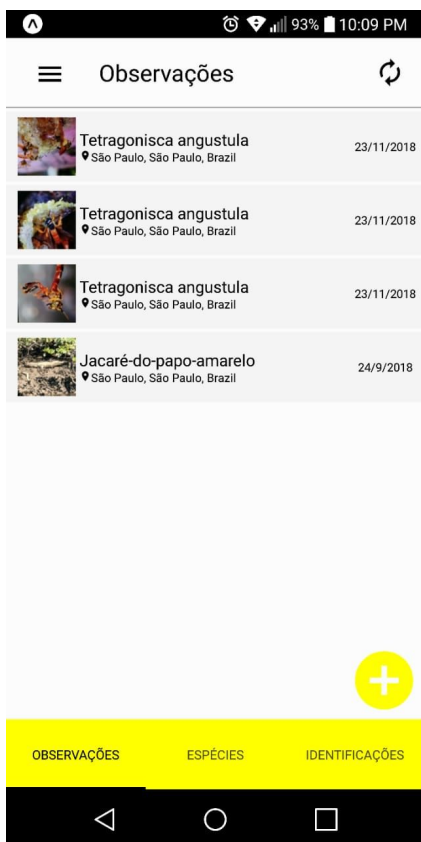 93% 10:09 PM
Observações
Tetragonisca angustula
São Paulo, São Paulo, Brazil
23/11/2018
Tetragonisca angustula
São Paulo, São Paulo, Brazil
23/11/2018
Tetragonisca angustula
São Paulo, São Paulo, Brazil
23/11/2018
Jacaré-do-papo-amarelo
São Paulo, São Paulo, Brazil
24/9/2018
OBSERVAÇÕES ESPÉCIES IDENTIFICAÇÕES